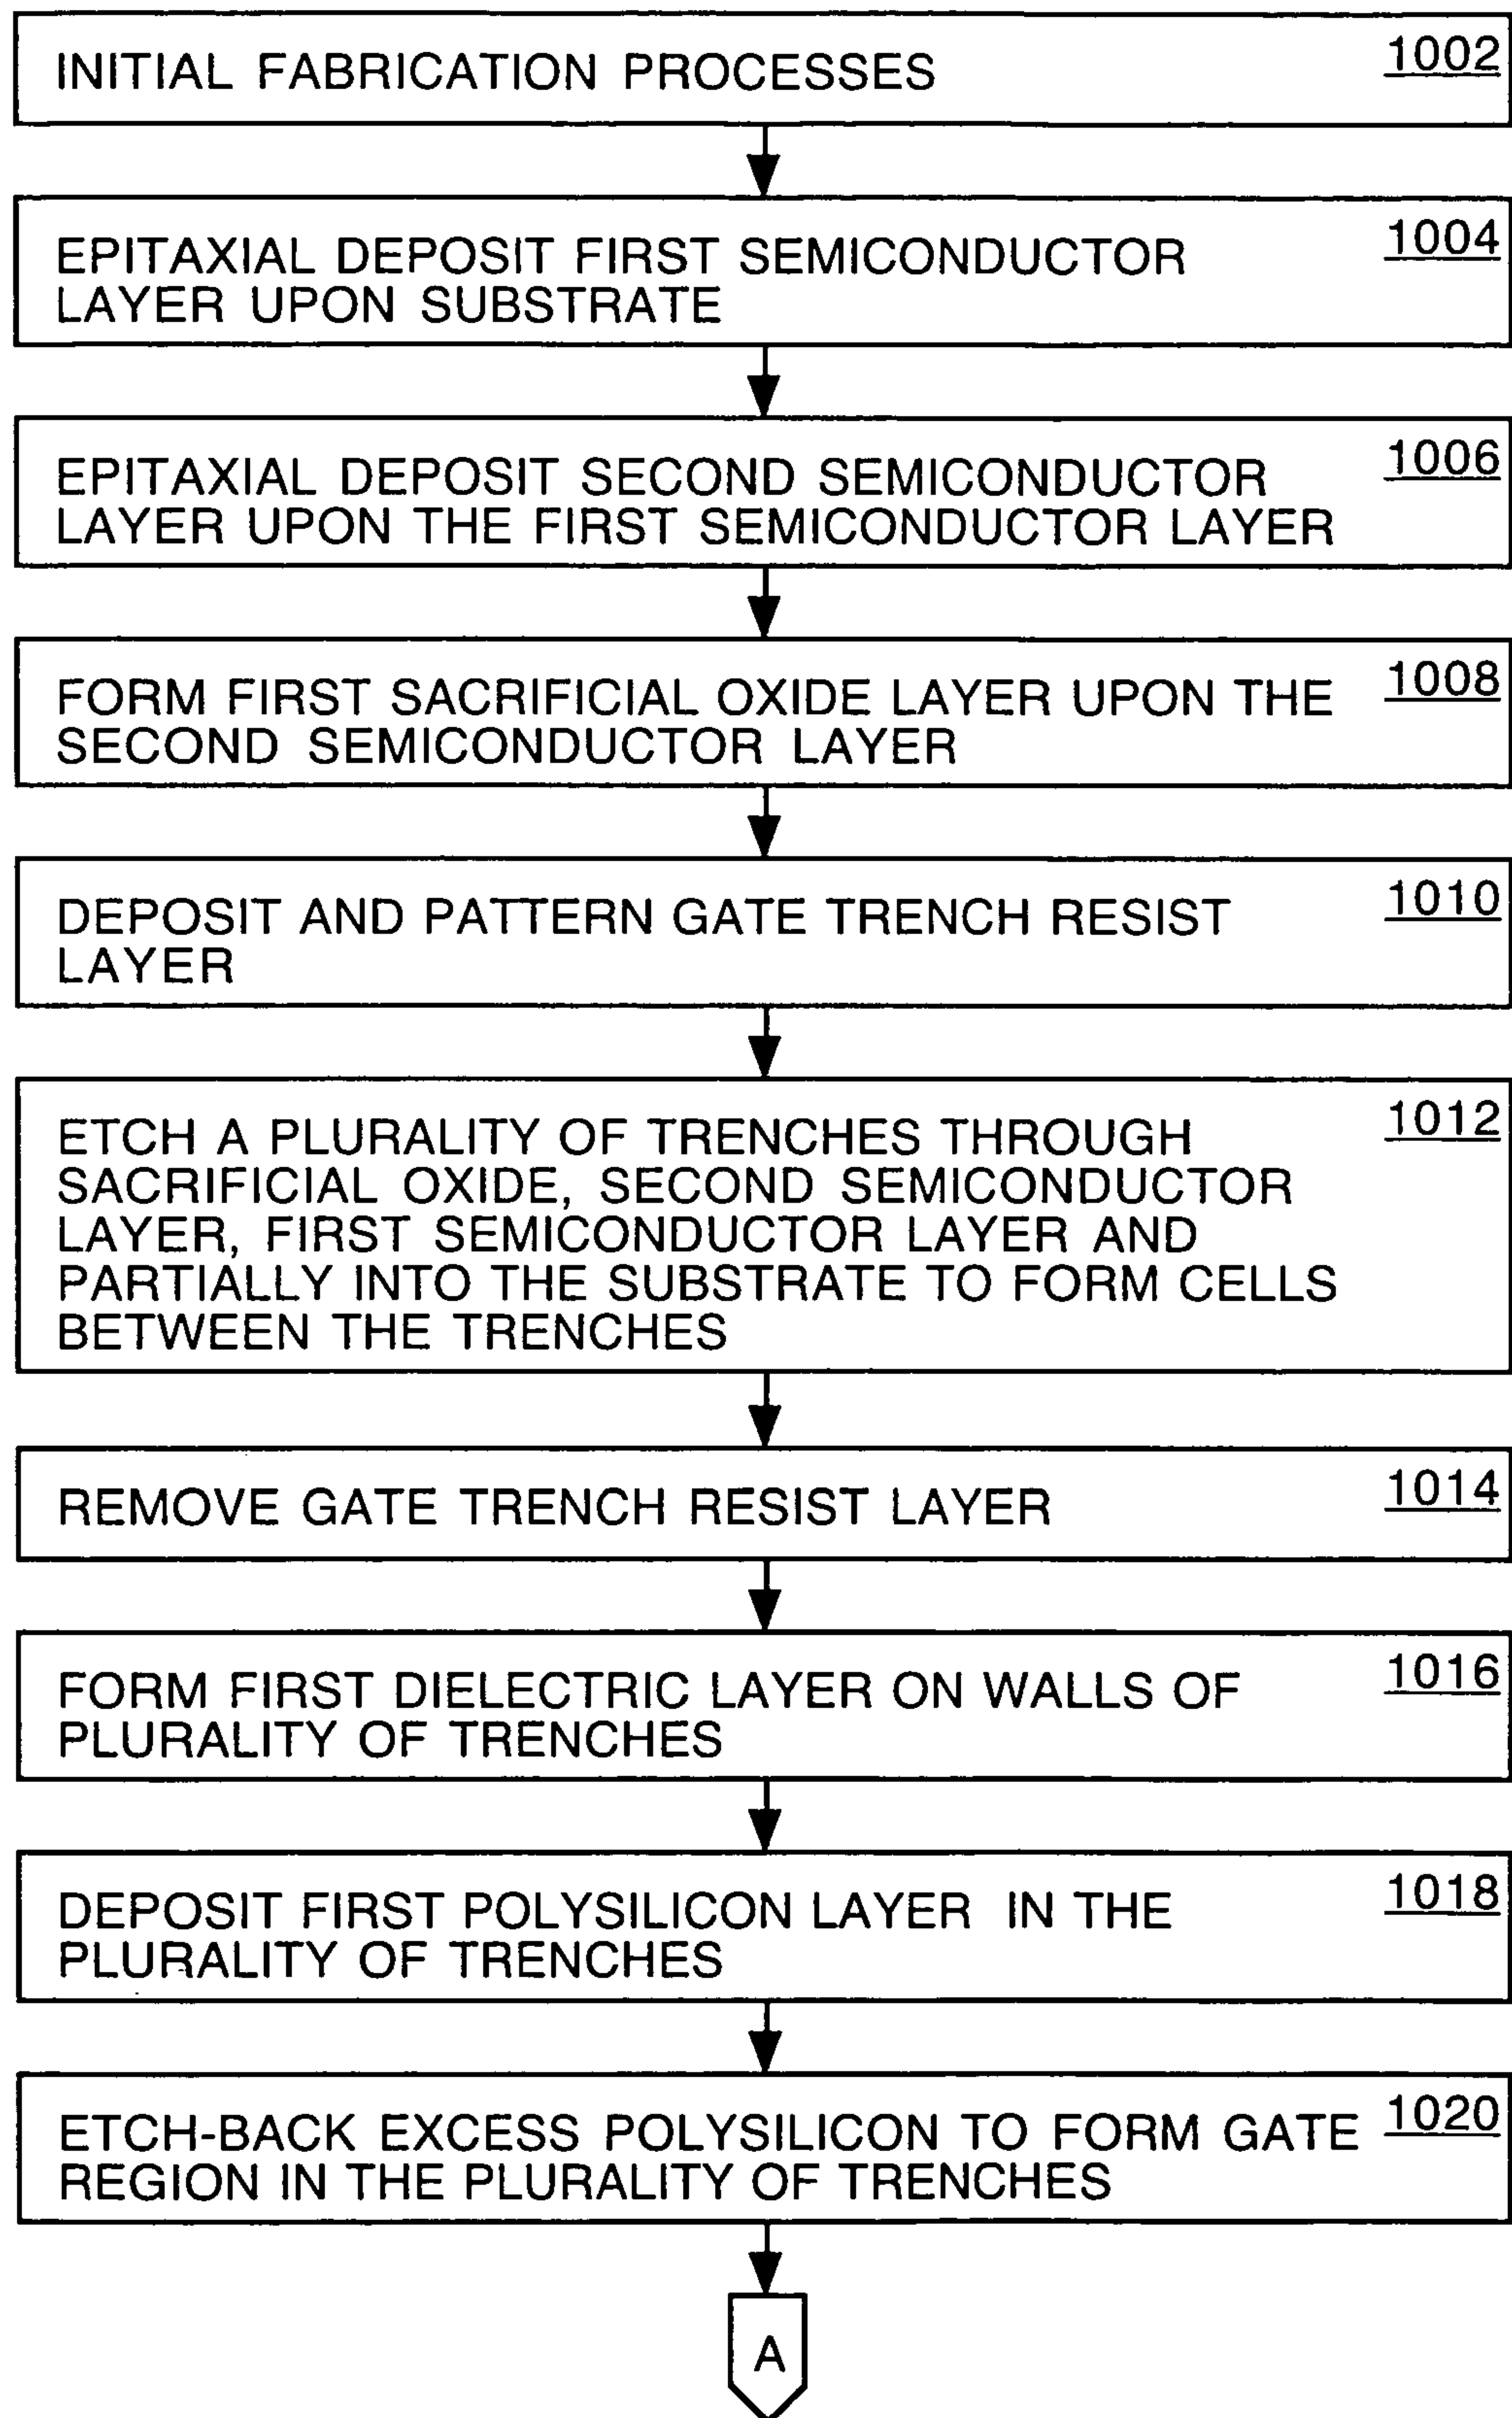 INITIAL FABRICATION PROCESSES 1002
EPITAXIAL DEPOSIT FIRST SEMICONDUCTOR 1004
LAYER UPON SUBSTRATE
EPITAXIAL DEPOSIT SECOND SEMICONDUCTOR 1006
LAYER UPON THE FIRST SEMICONDUCTOR LAYER
FORM FIRST SACRIFICIAL OXIDE LAYER UPON THE 1008
SECOND SEMICONDUCTOR LAYER
DEPOSIT AND PATTERN GATE TRENCH RESIST 1010
LAYER
ETCH A PLURALITY OF TRENCHES THROUGH 1012
SACRIFICIAL OXIDE, SECOND SEMICONDUCTOR
LAYER, FIRST SEMICONDUCTOR LAYER AND
PARTIALLY INTO THE SUBSTRATE TO FORM CELLS
BETWEEN THE TRENCHES
REMOVE GATE TRENCH RESIST LAYER 1014
FORM FIRST DIELECTRIC LAYER ON WALLS OF 1016
PLURALITY OF TRENCHES
DEPOSIT FIRST POLYSILICON LAYER IN THE 1018
PLURALITY OF TRENCHES
ETCH-BACK EXCESS POLYSILICON TO FORM GATE 1020
REGION IN THE PLURALITY OF TRENCHES
A